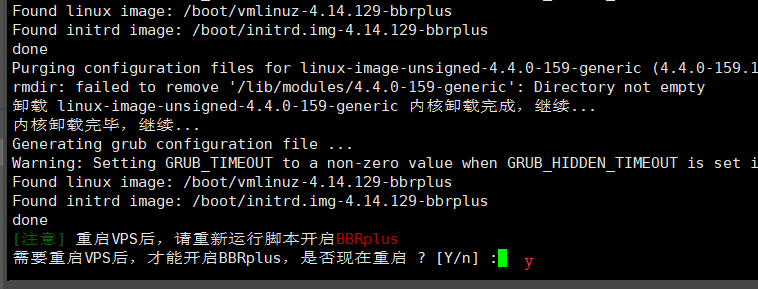 Found linux image: /boot/vmlinuz-4.14.129-bbrplus
Found initrd image: /boot/initrd.img-4.14.129-bbrplus
done
Purging configuration files for linux-image-unsigned-4.4.0-159-generic (4.4.0-159.1
rmdir: failed to remove '/lib/modules/4.4.0-159-generic': Directory not empty
卸载 linux-image-unsigned-4.4.0-159-generic 内核卸载完成，继续...
内核卸载完毕，继续...
Generating grub configuration file ...
Warning: Setting GRUB_TIMEOUT to a non-zero value when GRUB_HIDDEN_TIMEOUT is set i
Found linux image: /boot/vmlinuz-4.14.129-bbrplus
Found initrd image: /boot/initrd.img-4.14.129-bbrplus
done
[注意] 重启VPS后，请重新运行脚本开启BBRplus
需要重启VPS后，才能开启BBRplus，是否现在重启 ? [Y/n] : y